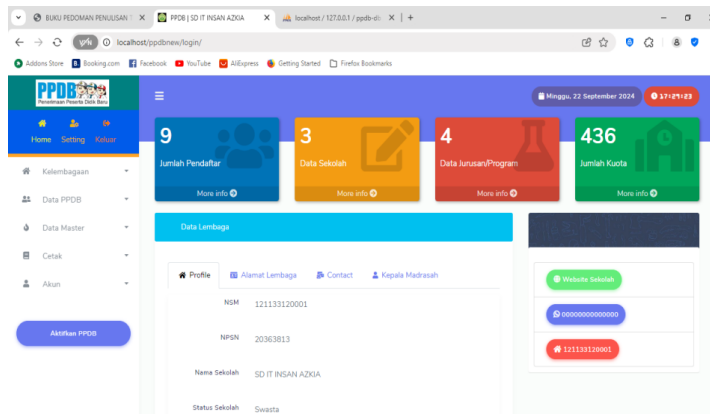 BUKU PEDOMAN PENULISAN T
PPDB | SD IT INSAN AZKIA
localhost / 127.0.0.1 / ppdb-di
VPN
localhost/ppdbnew/login/
Addons Store
Booking.com
Facebook
YouTube
AliExpress
Getting Started
Firefox Bookmarks
PPDB
Penerimaan Peserta Didik Baru
Home Setting Keluar
Kelembagaan
Data PPDB
Data Master
Cetak
Akun
Aktifkan PPDB
Minggu, 22 September 2024
17:29:23
9
Jumlah Pendaftar
More info
3
Data Sekolah
More info
4
Data Jurusan/Program
More info
436
Jumlah Kuota
More info
Data Lembaga
Profile
Alamat Lembaga
Contact
Kepala Madrasah
NSM 121133120001
NPSN 20363813
Nama Sekolah SD IT INSAN AZKIA
Status Sekolah Swasta
Website Sekolah
00000000000000
121133120001